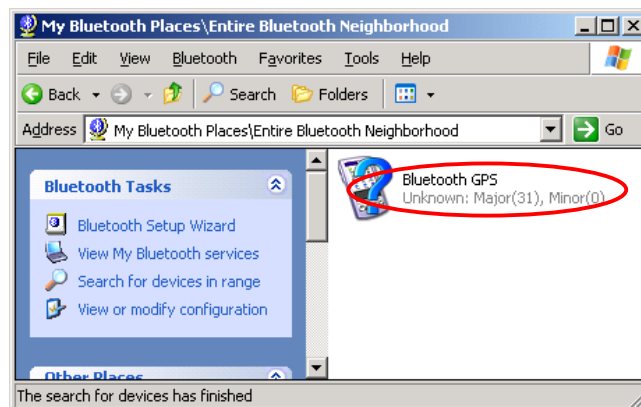 My Bluetooth Places\Entire Bluetooth Neighborhood
File Edit View Bluetooth Favorites Tools Help
Back Search Folders
Address My Bluetooth Places\Entire Bluetooth Neighborhood Go
Bluetooth Tasks
Bluetooth Setup Wizard
View My Bluetooth services
Search for devices in range
View or modify configuration
Other Places
Bluetooth GPS
Unknown: Major(31), Minor(0)
The search for devices has finished